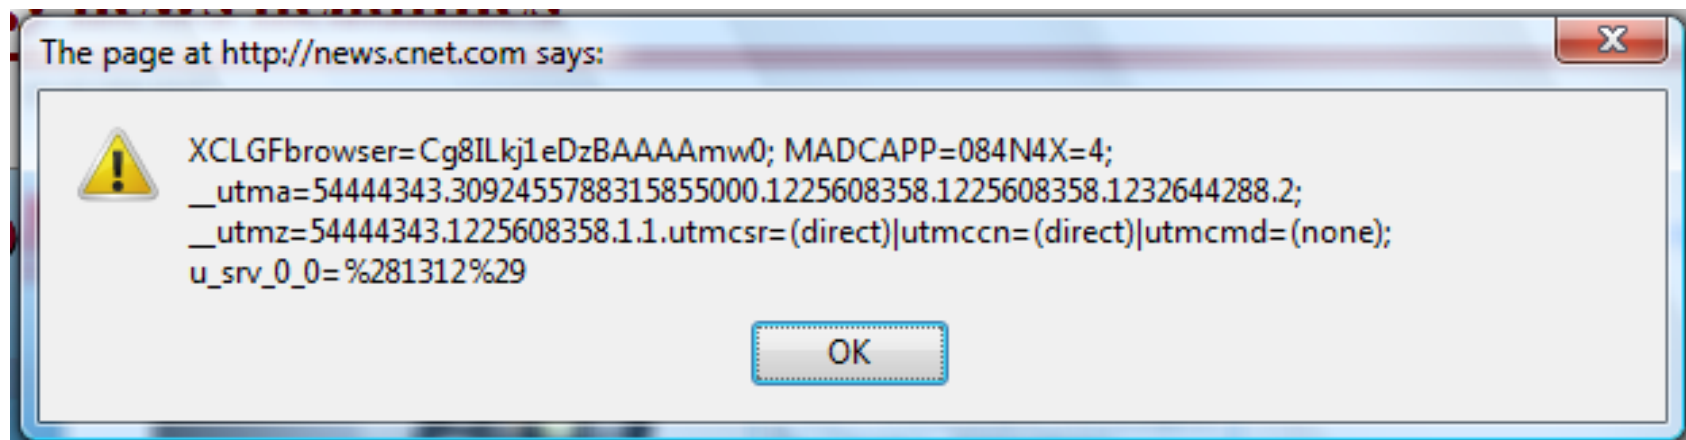 The page at http://news.cnet.com says:
X
XCLGFbrowser=Cg8ILkj1eDzBAAAAmw0; MADCAPP=084N4X=4;
__utma=54444343.3092455788315855000.1225608358.1225608358.1232644288.2;
__utmz=54444343.1225608358.1.1.utmcsr=(direct)|utmccn=(direct)|utmcmd=(none);
u_srv_0_0=%281312%29
OK